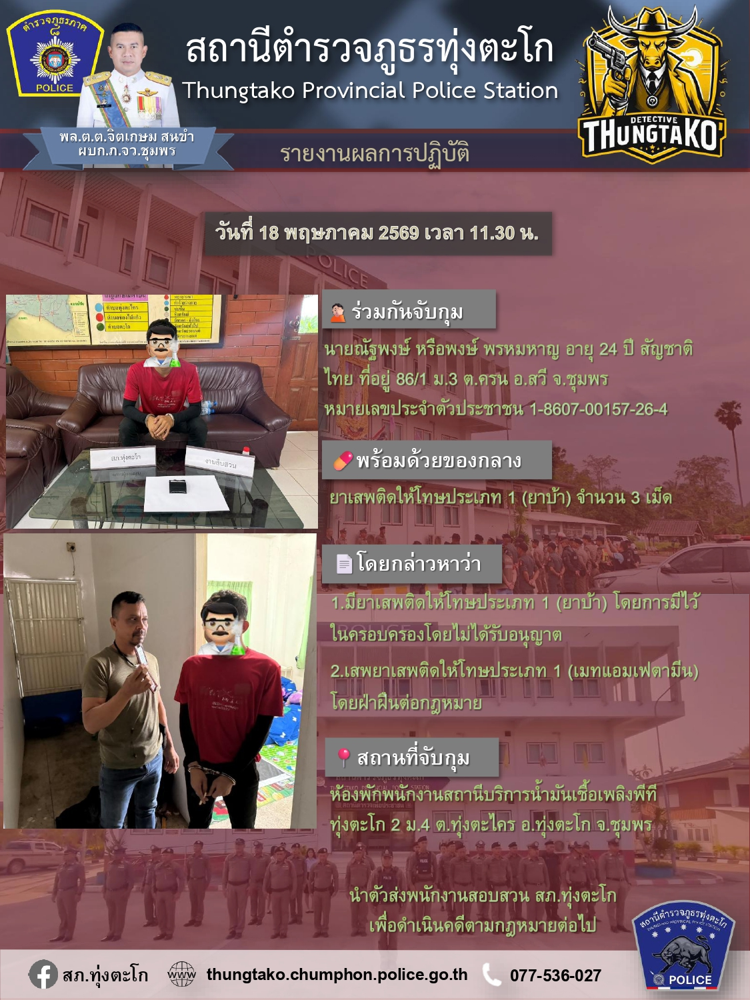 ตำรวจภูธรภาค
๘
POLICE
สถานีตำรวจภูธรทุ่งตะโก
Thungtako Provincial Police Station
DETECTIVE
THUNGTAKO
พล.ต.ต.จิตเกษม สนขำ
ผบก.ภ.จว.ชุมพร
รายงานผลการปฏิบัติ
วันที่ 18 พฤษภาคม 2569 เวลา 11.30 น.
POLICE
ร่วมกันจับกุม
นายณัฐพงษ์ หรือพงษ์ พรหมหาญ อายุ 24 ปี สัญชาติ
ไทย ที่อยู่ 86/1 ม.3 ต.ครน อ.สวี จ.ชุมพร
หมายเลขประจำตัวประชาชน 1-8607-00157-26-4
สภ.ทุ่งตะโก
งานสืบสวน
พร้อมด้วยของกลาง
ยาเสพติดให้โทษประเภท 1 (ยาบ้า) จำนวน 3 เม็ด
โดยกล่าวหาว่า
1.มียาเสพติดให้โทษประเภท 1 (ยาบ้า) โดยการมีไว้
ในครอบครองโดยไม่ได้รับอนุญาต
2.เสพยาเสพติดให้โทษประเภท 1 (เมทแอมเฟตามีน)
โดยฝ่าฝืนต่อกฎหมาย
สถานที่จับกุม
ห้องพักพนักงานสถานีบริการน้ำมันเชื้อเพลิงพีที
ทุ่งตะโก 2 ม.4 ต.ทุ่งตะไคร อ.ทุ่งตะโก จ.ชุมพร
นำตัวส่งพนักงานสอบสวน สภ.ทุ่งตะโก
เพื่อดำเนินคดีตามกฎหมายต่อไป
สภ.ทุ่งตะโก
www
thungtako.chumphon.police.go.th
077-536-027
สถานีตำรวจภูธรทุ่งตะโก
THUNGTAKO PROVINCIAL POLICE STATION
POLICE